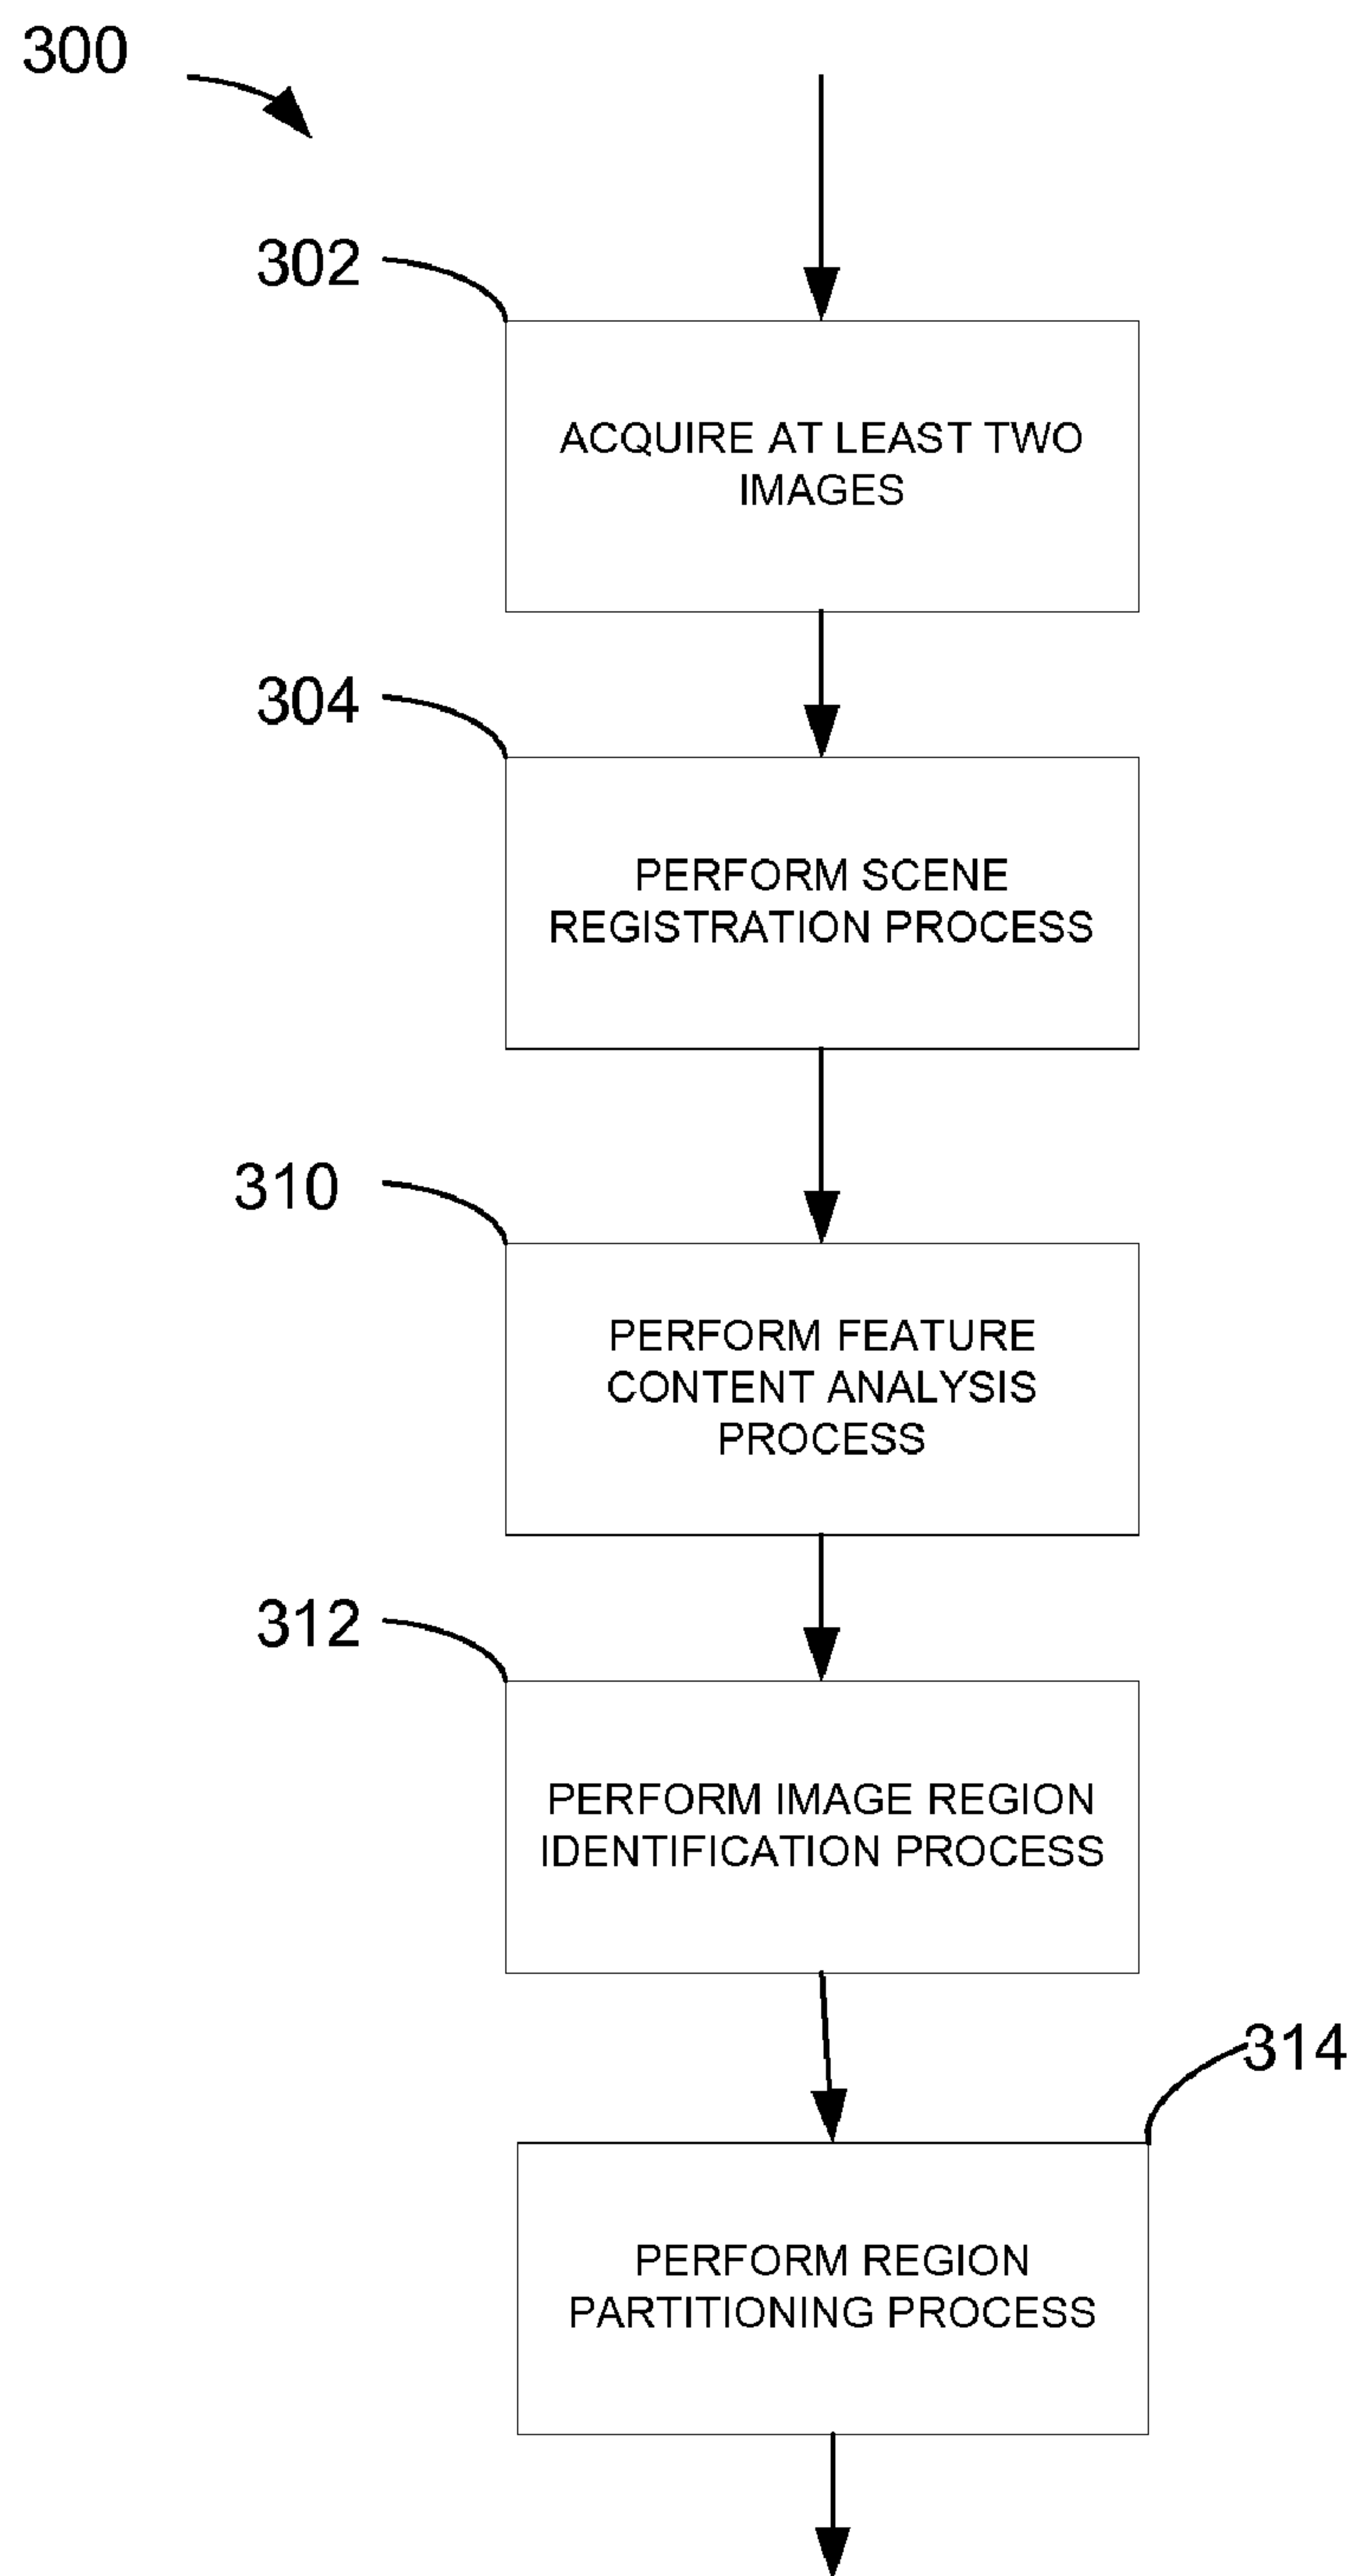 300
302
ACQUIRE AT LEAST TWO
IMAGES
304
PERFORM SCENE
REGISTRATION PROCESS
310
PERFORM FEATURE
CONTENT ANALYSIS
PROCESS
312
PERFORM IMAGE REGION
IDENTIFICATION PROCESS
314
PERFORM REGION
PARTITIONING PROCESS